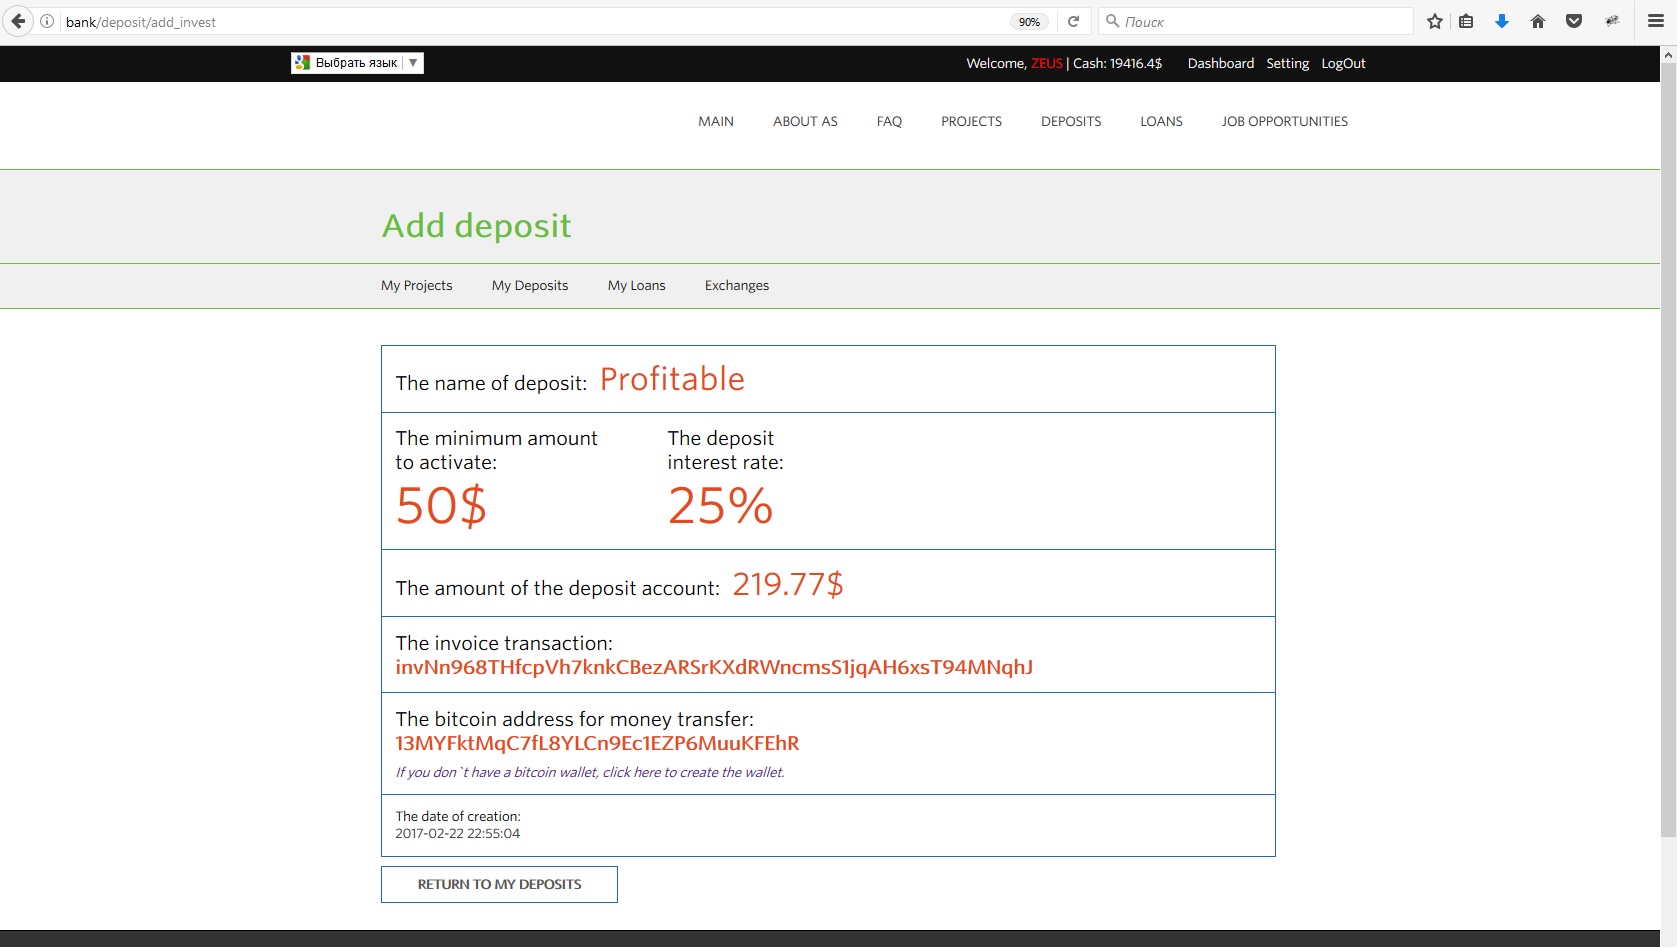 bank/deposit/add_invest
90%
Поиск
Выбрать язык
Welcome, ZEUS | Cash: 19416.4$ Dashboard Setting LogOut
MAIN ABOUT AS FAQ PROJECTS DEPOSITS LOANS JOB OPPORTUNITIES
Add deposit
My Projects My Deposits My Loans Exchanges
The name of deposit: Profitable
The minimum amount
to activate:
50$
The deposit
interest rate:
25%
The amount of the deposit account: 219.77$
The invoice transaction:
invNn968THfcpVh7knkCBezARSrKXdRWncmsS1jqAH6xsT94MNqhJ
The bitcoin address for money transfer:
13MYFktMqC7fL8YLCn9Ec1EZP6MuuKFEhR
If you don`t have a bitcoin wallet, click here to create the wallet.
The date of creation:
2017-02-22 22:55:04
RETURN TO MY DEPOSITS